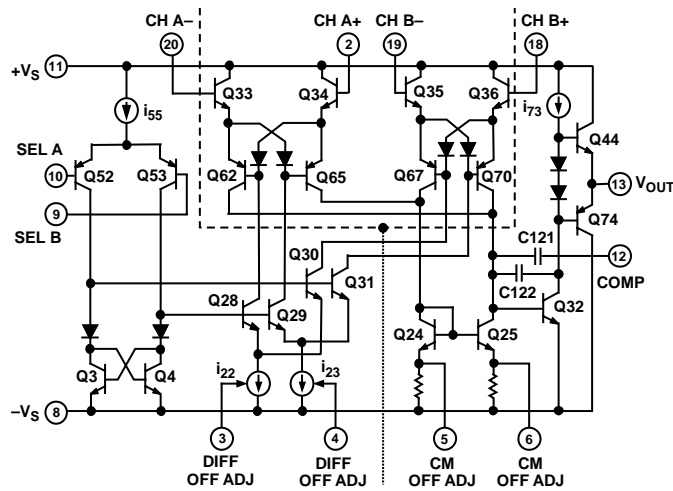 CH A– CH A+ CH B– CH B+
20 2 19 18
+VS 11
Q33 Q34 Q35 Q36
i55 i73
Q44
SEL A
10 Q52 Q53 Q62 Q65 Q67 Q70 13 VOUT
9 Q74
SEL B
C121 12
Q30 COMP
Q31 C122
Q28 Q29 Q32
Q24 Q25
Q3 Q4 i22 i23
–VS 8
3 4 5 6
DIFF DIFF CM CM
OFF ADJ OFF ADJ OFF ADJ OFF ADJ